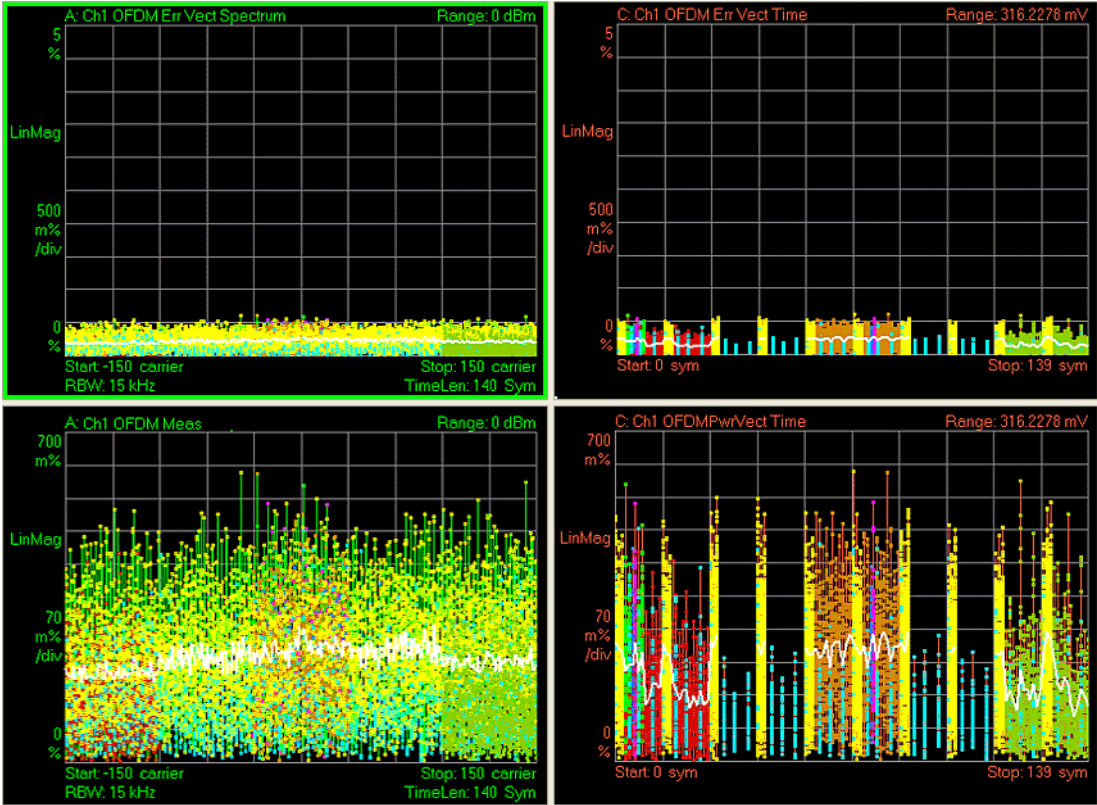 A: Ch1 OFDM Err Vect Spectrum
Range: 0 dBm
5
%
LinMag
500
m%
/div
0
%
Start: -150 carrier
Stop: 150 carrier
RBW: 15 kHz
TimeLen: 140 Sym
C: Ch1 OFDM Err Vect Time
Range: 316.2278 mV
5
%
LinMag
500
m%
/div
0
%
Start: 0 sym
Stop: 139 sym
A: Ch1 OFDM Meas
Range: 0 dBm
700
m%
LinMag
70
m%
/div
0
%
Start: -150 carrier
Stop: 150 carrier
RBW: 15 kHz
TimeLen: 140 Sym
C: Ch1 OFDMPwrVect Time
Range: 316.2278 mV
700
m%
LinMag
70
m%
/div
0
%
Start: 0 sym
Stop: 139 sym